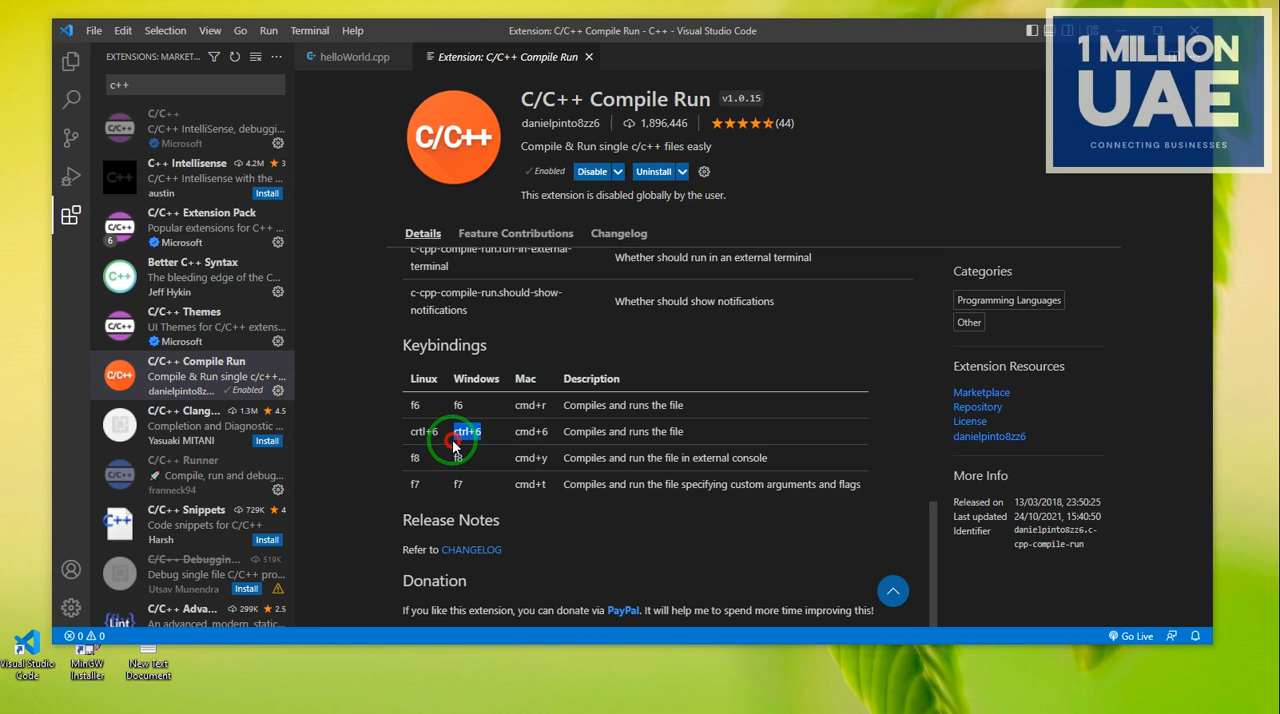 File Edit Selection View Go Run Terminal Help
Extension: C/C++ Compile Run - C++ - Visual Studio Code
1 MILLION
UAE
CONNECTING BUSINESSES
EXTENSIONS: MARKET...
c++
C/C++
C/C++ IntelliSense, debuggi...
Microsoft
C++ Intellisense 4.2M 3
C/C++ Intellisense with the ...
austin Install
C/C++ Extension Pack
Popular extensions for C++ ...
6 Microsoft
Better C++ Syntax
The bleeding edge of the C...
Jeff Hykin
C/C++ Themes
UI Themes for C/C++ extens...
Microsoft
C/C++ Compile Run
Compile & Run single c/c++...
danielpinto8z... Enabled
C/C++ Clang... 1.3M 4.5
Completion and Diagnostic ...
Yasuaki MITANI Install
C/C++ Runner
🚀 Compile, run and debug...
franneck94
C/C++ Snippets 729K 4
Code snippets for C/C++
Harsh Install
C/C++ Debuggin... 519K
Debug single file C/C++ pro...
Utsav Munendra Install
C/C++ Adva... 299K 2.5
An advanced, modern, static...
helloWorld.cpp
Extension: C/C++ Compile Run
C/C++
C/C++ Compile Run v1.0.15
danielpinto8zz6 1,896,446 (44)
Compile & Run single c/c++ files easily
Enabled Disable Uninstall
This extension is disabled globally by the user.
Details Feature Contributions Changelog
c-cpp-compile-run.run-in-external-terminal Whether should run in an external terminal
c-cpp-compile-run.should-show-notifications Whether should show notifications
Keybindings
Linux Windows Mac Description
f6 f6 cmd+r Compiles and runs the file
crtl+6 ctrl+6 cmd+6 Compiles and runs the file
f8 f8 cmd+y Compiles and run the file in external console
f7 f7 cmd+t Compiles and run the file specifying custom arguments and flags
Release Notes
Refer to CHANGELOG
Donation
If you like this extension, you can donate via PayPal. It will help me to spend more time improving this!
Categories
Programming Languages
Other
Extension Resources
Marketplace
Repository
License
danielpinto8zz6
More Info
Released on 13/03/2018, 23:50:25
Last updated 24/10/2021, 15:40:50
Identifier danielpinto8zz6.c-
cpp-compile-run
0 0
Go Live
Visual Studio
Code
MinGW
Installer
New Text
Document